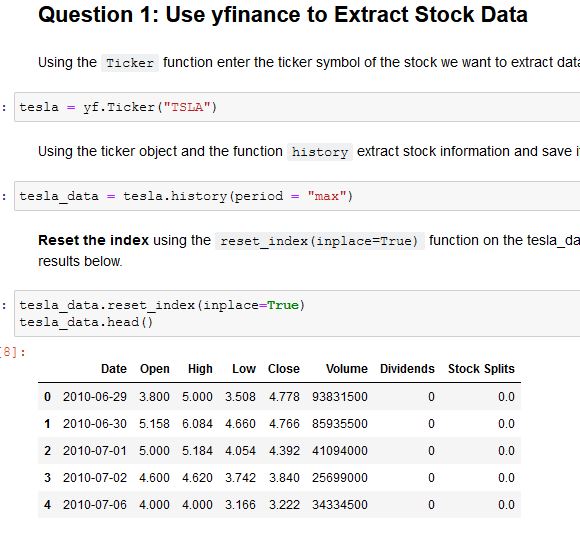 Question 1: Use yfinance to Extract Stock Data
Using the Ticker function enter the ticker symbol of the stock we want to extract data
: tesla = yf.Ticker("TSLA")
Using the ticker object and the function history extract stock information and save i
: tesla_data = tesla.history(period = "max")
Reset the index using the reset_index(inplace=True) function on the tesla_da
results below.
: tesla_data.reset_index(inplace=True)
tesla_data.head()
[8]:
Date Open High Low Close Volume Dividends Stock Splits
0 2010-06-29 3.800 5.000 3.508 4.778 93831500 0 0.0
1 2010-06-30 5.158 6.084 4.660 4.766 85935500 0 0.0
2 2010-07-01 5.000 5.184 4.054 4.392 41094000 0 0.0
3 2010-07-02 4.600 4.620 3.742 3.840 25699000 0 0.0
4 2010-07-06 4.000 4.000 3.166 3.222 34334500 0 0.0